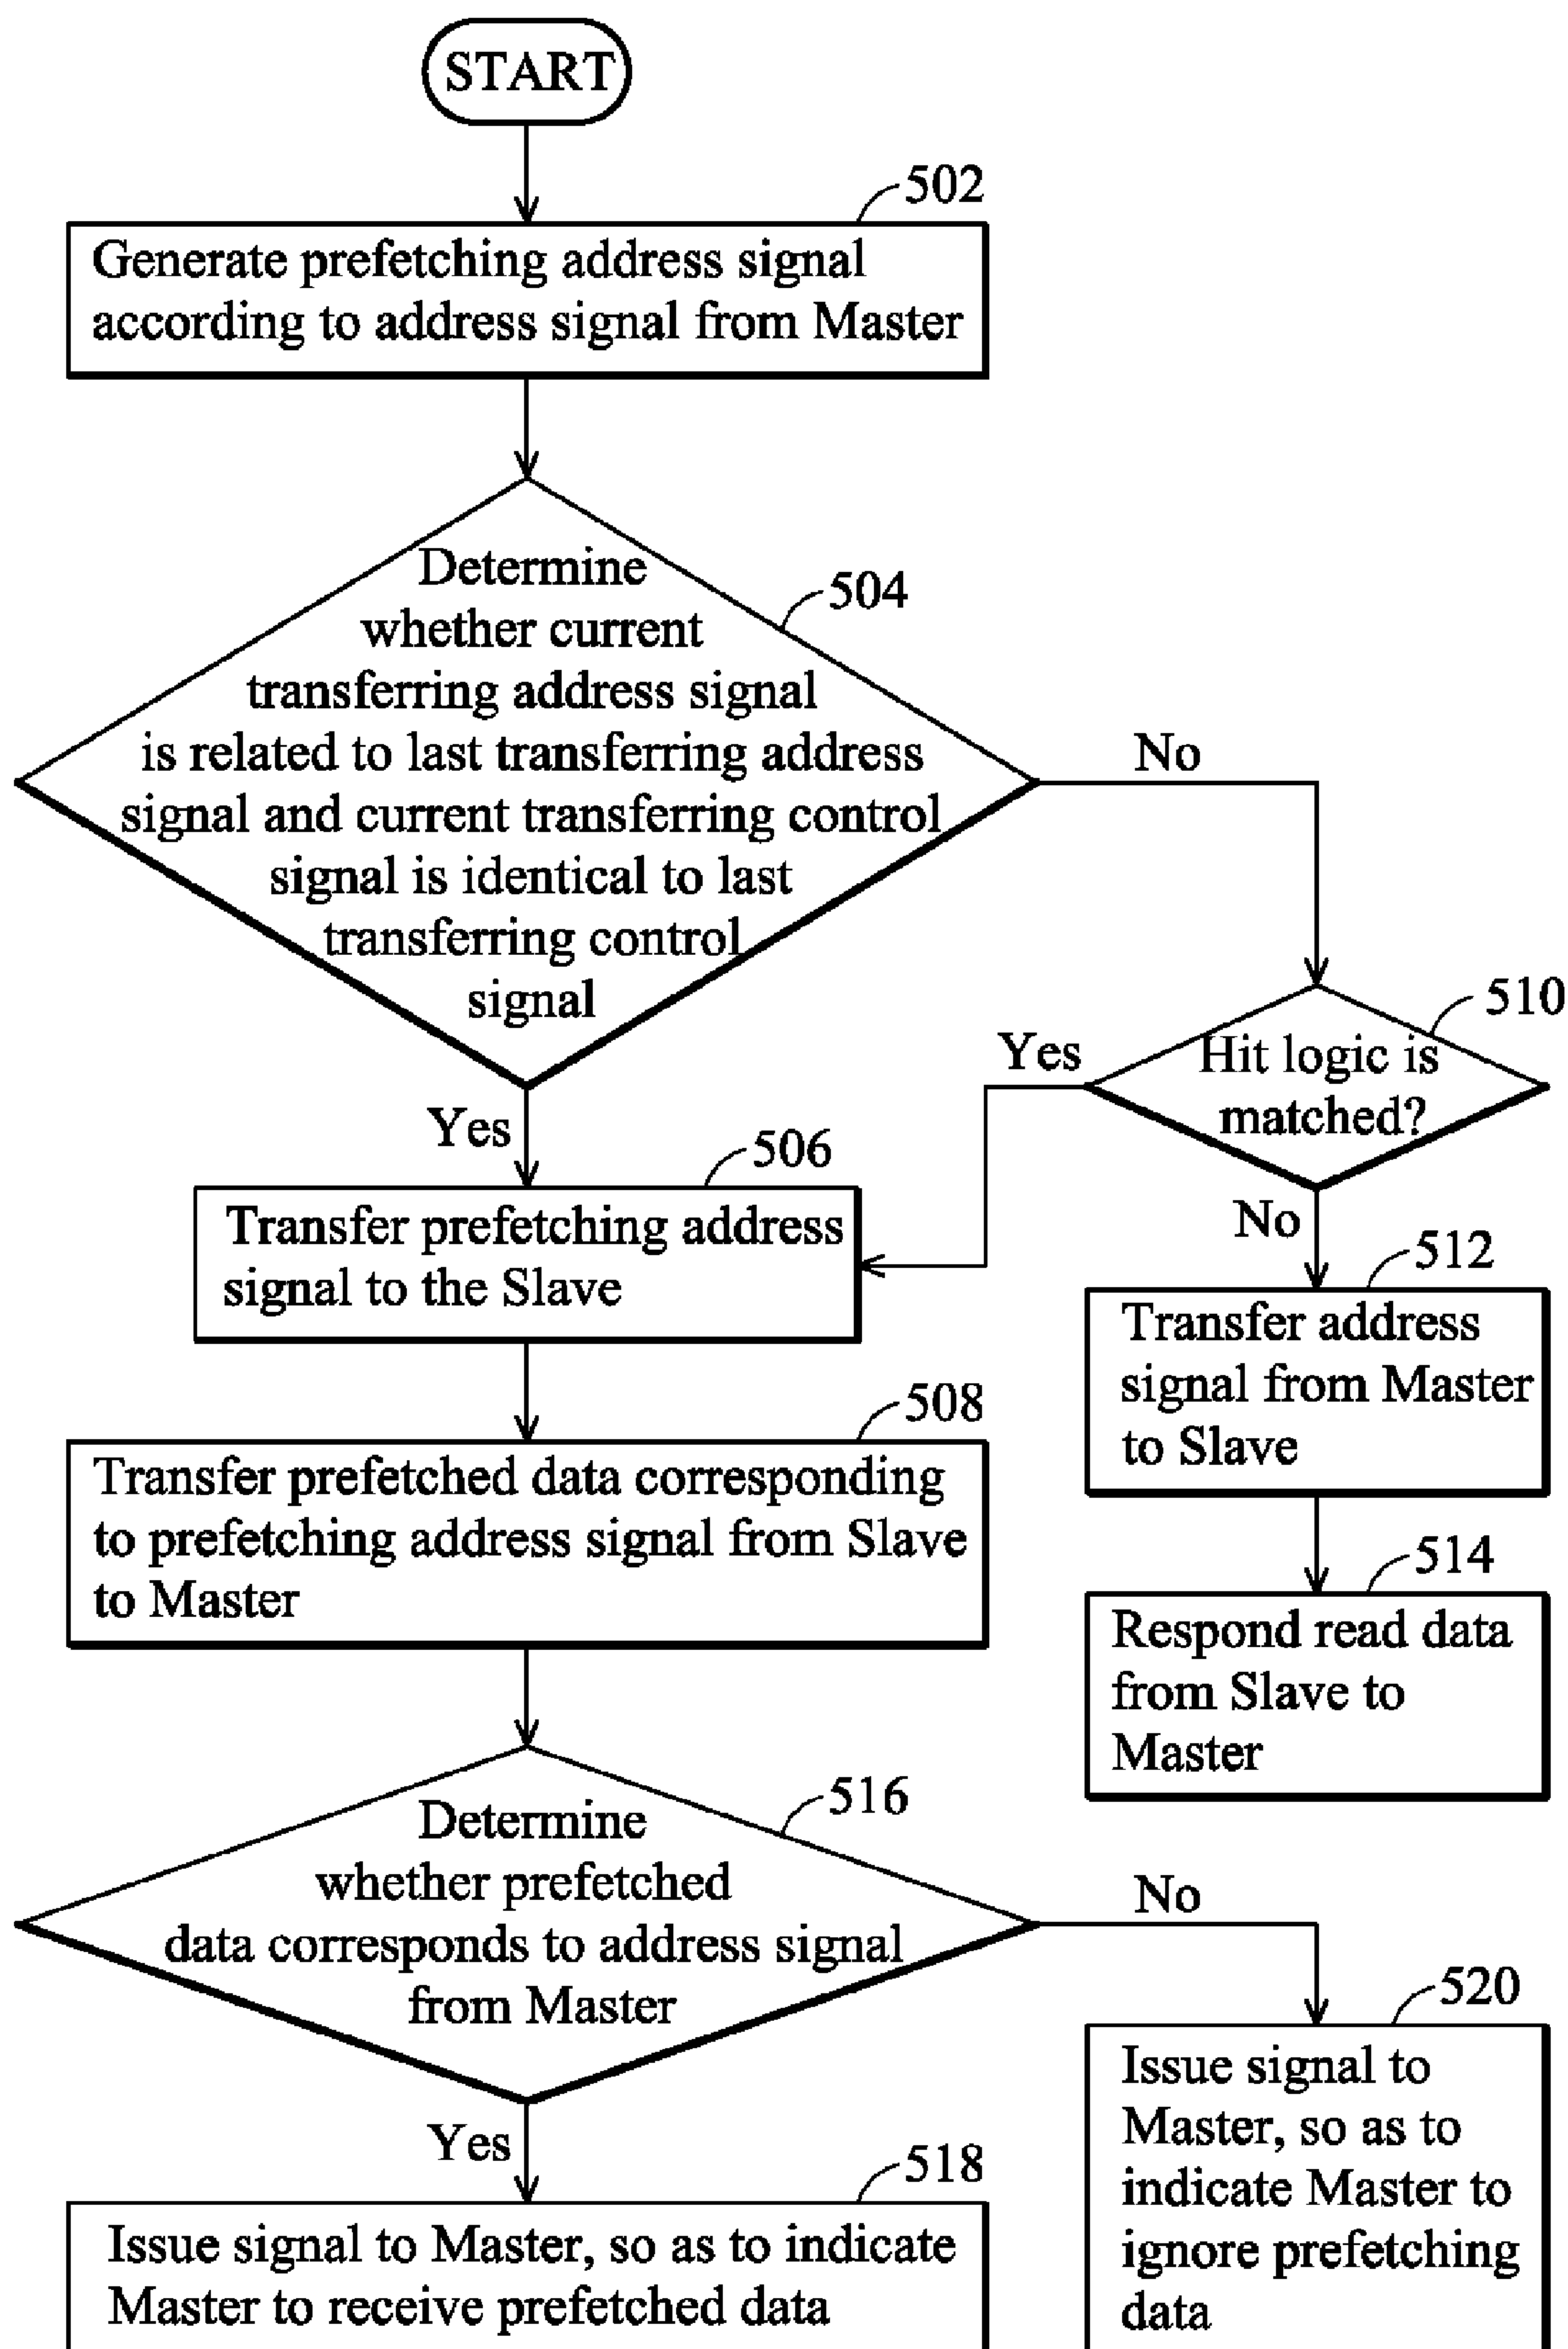 START
502
Generate prefetching address signal
according to address signal from Master
504
Determine
whether current
transferring address signal
is related to last transferring address
signal and current transferring control
signal is identical to last
transferring control
signal
No
Yes
510
Hit logic is
matched?
Yes
No
506
Transfer prefetching address
signal to the Slave
512
Transfer address
signal from Master
to Slave
508
Transfer prefetched data corresponding
to prefetching address signal from Slave
to Master
514
Respond read data
from Slave to
Master
516
Determine
whether prefetched
data corresponds to address signal
from Master
No
Yes
518
Issue signal to Master, so as to indicate
Master to receive prefetched data
520
Issue signal to
Master, so as to
indicate Master to
ignore prefetching
data